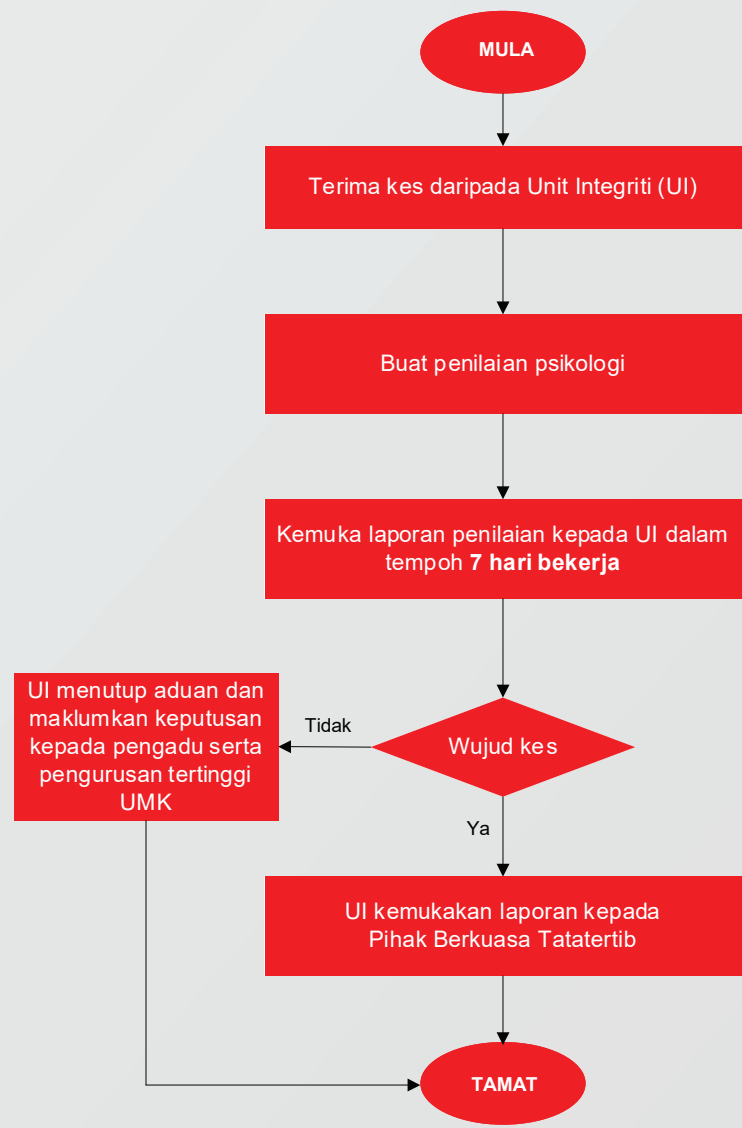 MULA
Terima kes daripada Unit Integriti (UI)
Buat penilaian psikologi
Kemuka laporan penilaian kepada UI dalam
tempoh 7 hari bekerja
Wujud kes
Tidak
UI menutup aduan dan
maklumkan keputusan
kepada pengadu serta
pengurusan tertinggi
UMK
Ya
UI kemukakan laporan kepada
Pihak Berkuasa Tatatertib
TAMAT